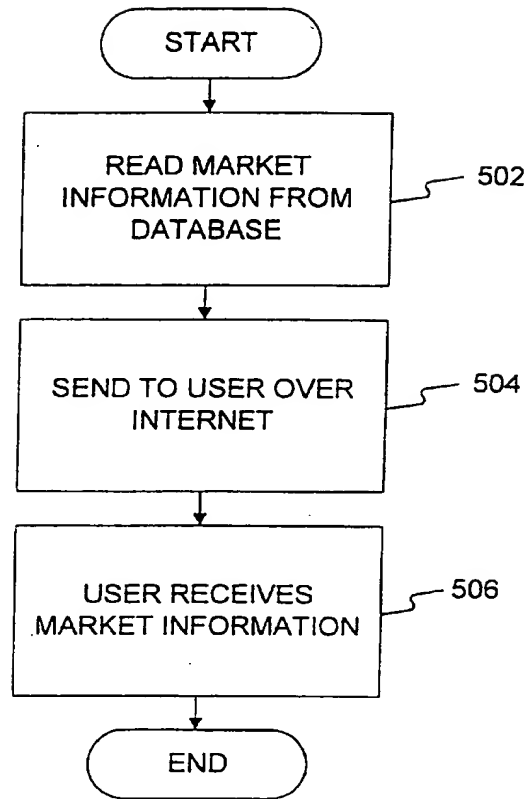 START
READ MARKET
INFORMATION FROM
DATABASE
502
SEND TO USER OVER
INTERNET
504
USER RECEIVES
MARKET INFORMATION
506
END